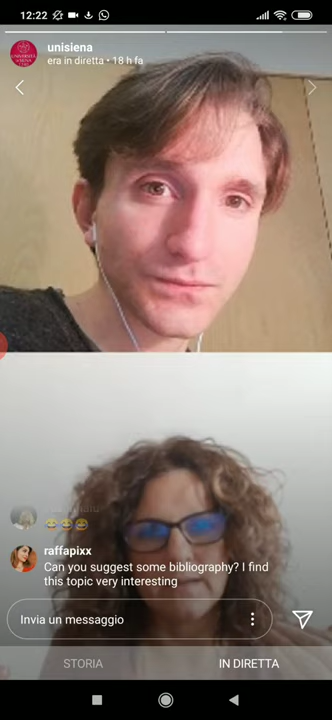 12:22
unisiena
era in diretta • 18 h fa
raffapixx
Can you suggest some bibliography? I find
this topic very interesting
Invia un messaggio
STORIA
IN DIRETTA